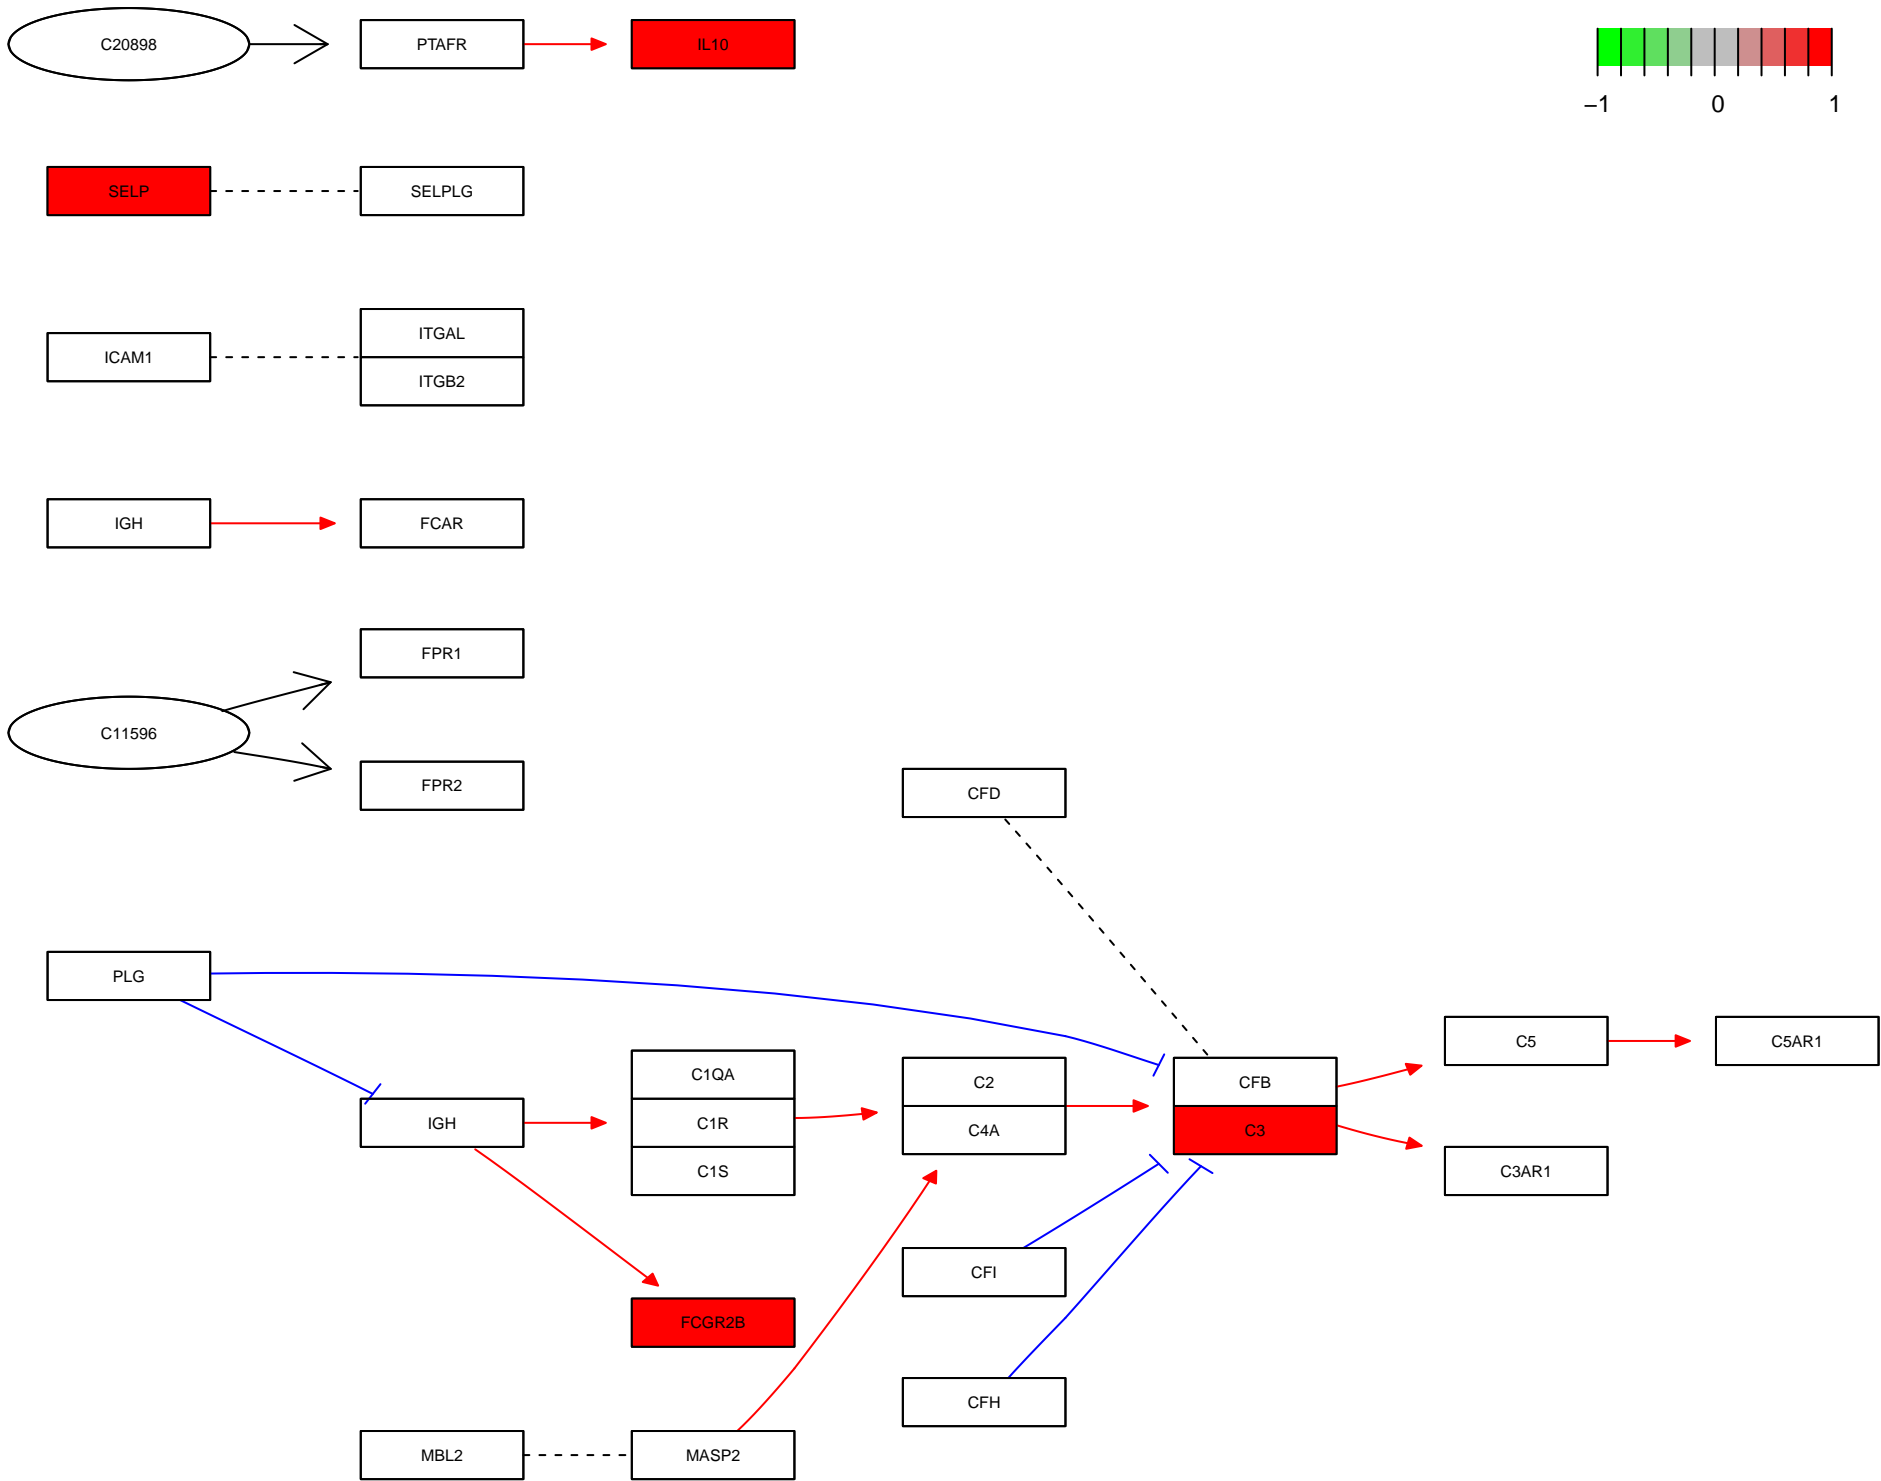 C20898
PTAFR
IL10
−1
0
1
SELP
SELPLG
ICAM1
ITGAL
ITGB2
IGH
FCAR
FPR1
C11596
FPR2
CFD
PLG
C5
C5AR1
C1QA
C2
CFB
IGH
C1R
C4A
C3
C1S
C3AR1
CFI
FCGR2B
CFH
MBL2
MASP2